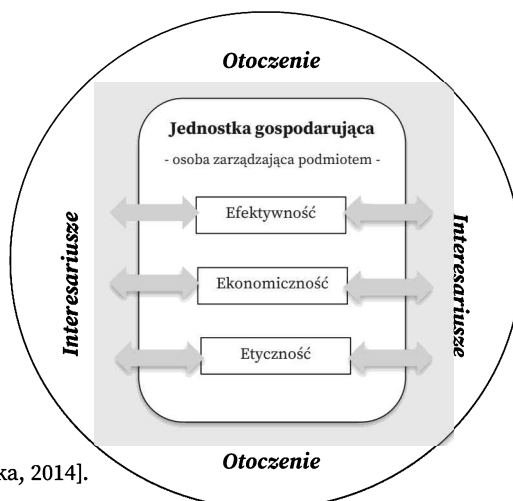 Otoczenie
Jednostka gospodarująca
- osoba zarządzająca podmiotem -
Interesariusze
Efektywność
Interesariusze
Ekonomiczność
Etyczność
Otoczenie
ka, 2014].